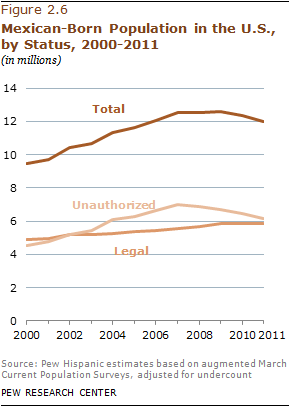 Figure 2.6
Mexican-Born Population in the U.S.,
by Status, 2000-2011
(in millions)
14
Total
12
10
8
Unauthorized
6
Legal
4
2
0
2000 2002 2004 2006 2008 2010 2011
Source: Pew Hispanic estimates based on augmented March
Current Population Surveys, adjusted for undercount
PEW RESEARCH CENTER